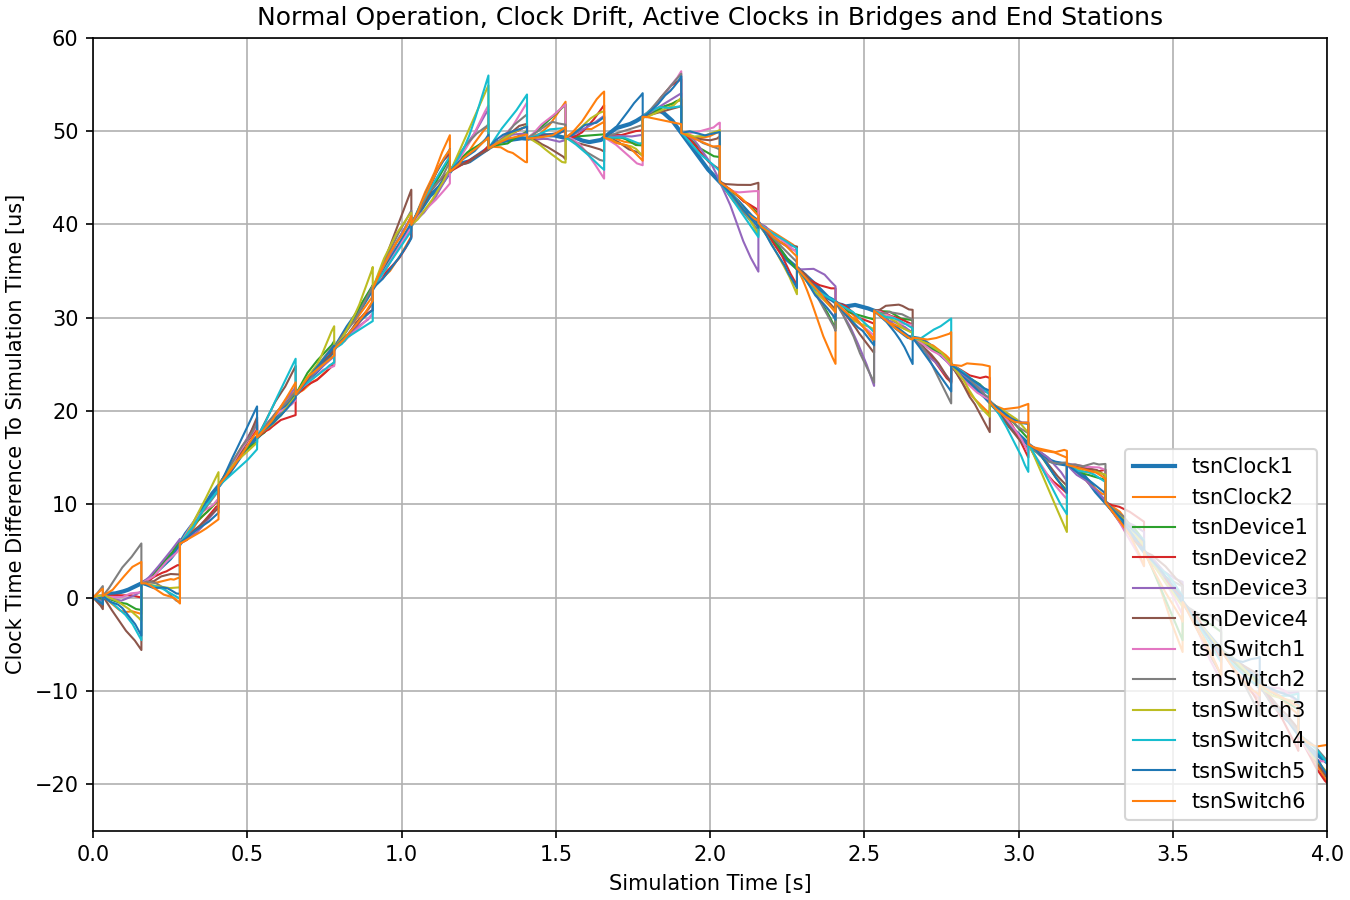 Normal Operation, Clock Drift, Active Clocks in Bridges and End Stations
Clock Time Difference To Simulation Time [us]
60
50
40
30
20
10
0
−10
−20
tsnClock1
tsnClock2
tsnDevice1
tsnDevice2
tsnDevice3
tsnDevice4
tsnSwitch1
tsnSwitch2
tsnSwitch3
tsnSwitch4
tsnSwitch5
tsnSwitch6
0.0 0.5 1.0 1.5 2.0 2.5 3.0 3.5 4.0
Simulation Time [s]